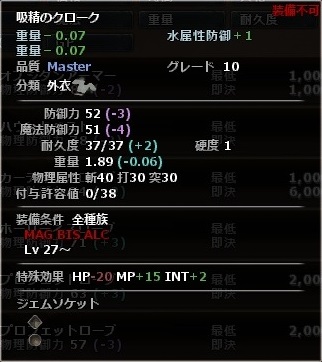 装備不可
吸積のクローク
重量－0.07 水属性防御＋1
重量－0.07
品質 Master グレード 10
分類 外衣
防御力 52 (-3)
魔法防御力 51 (-4)
耐久度 37/37 (+2) 硬度 1
重量 1.89 (-0.06)
物理属性 斬40 打30 突30
付与許容値 0/38
装備条件 全種族
MAG BIS ALC
Lv 27～
特殊効果 HP-20 MP+15 INT+2
ジェムソケット